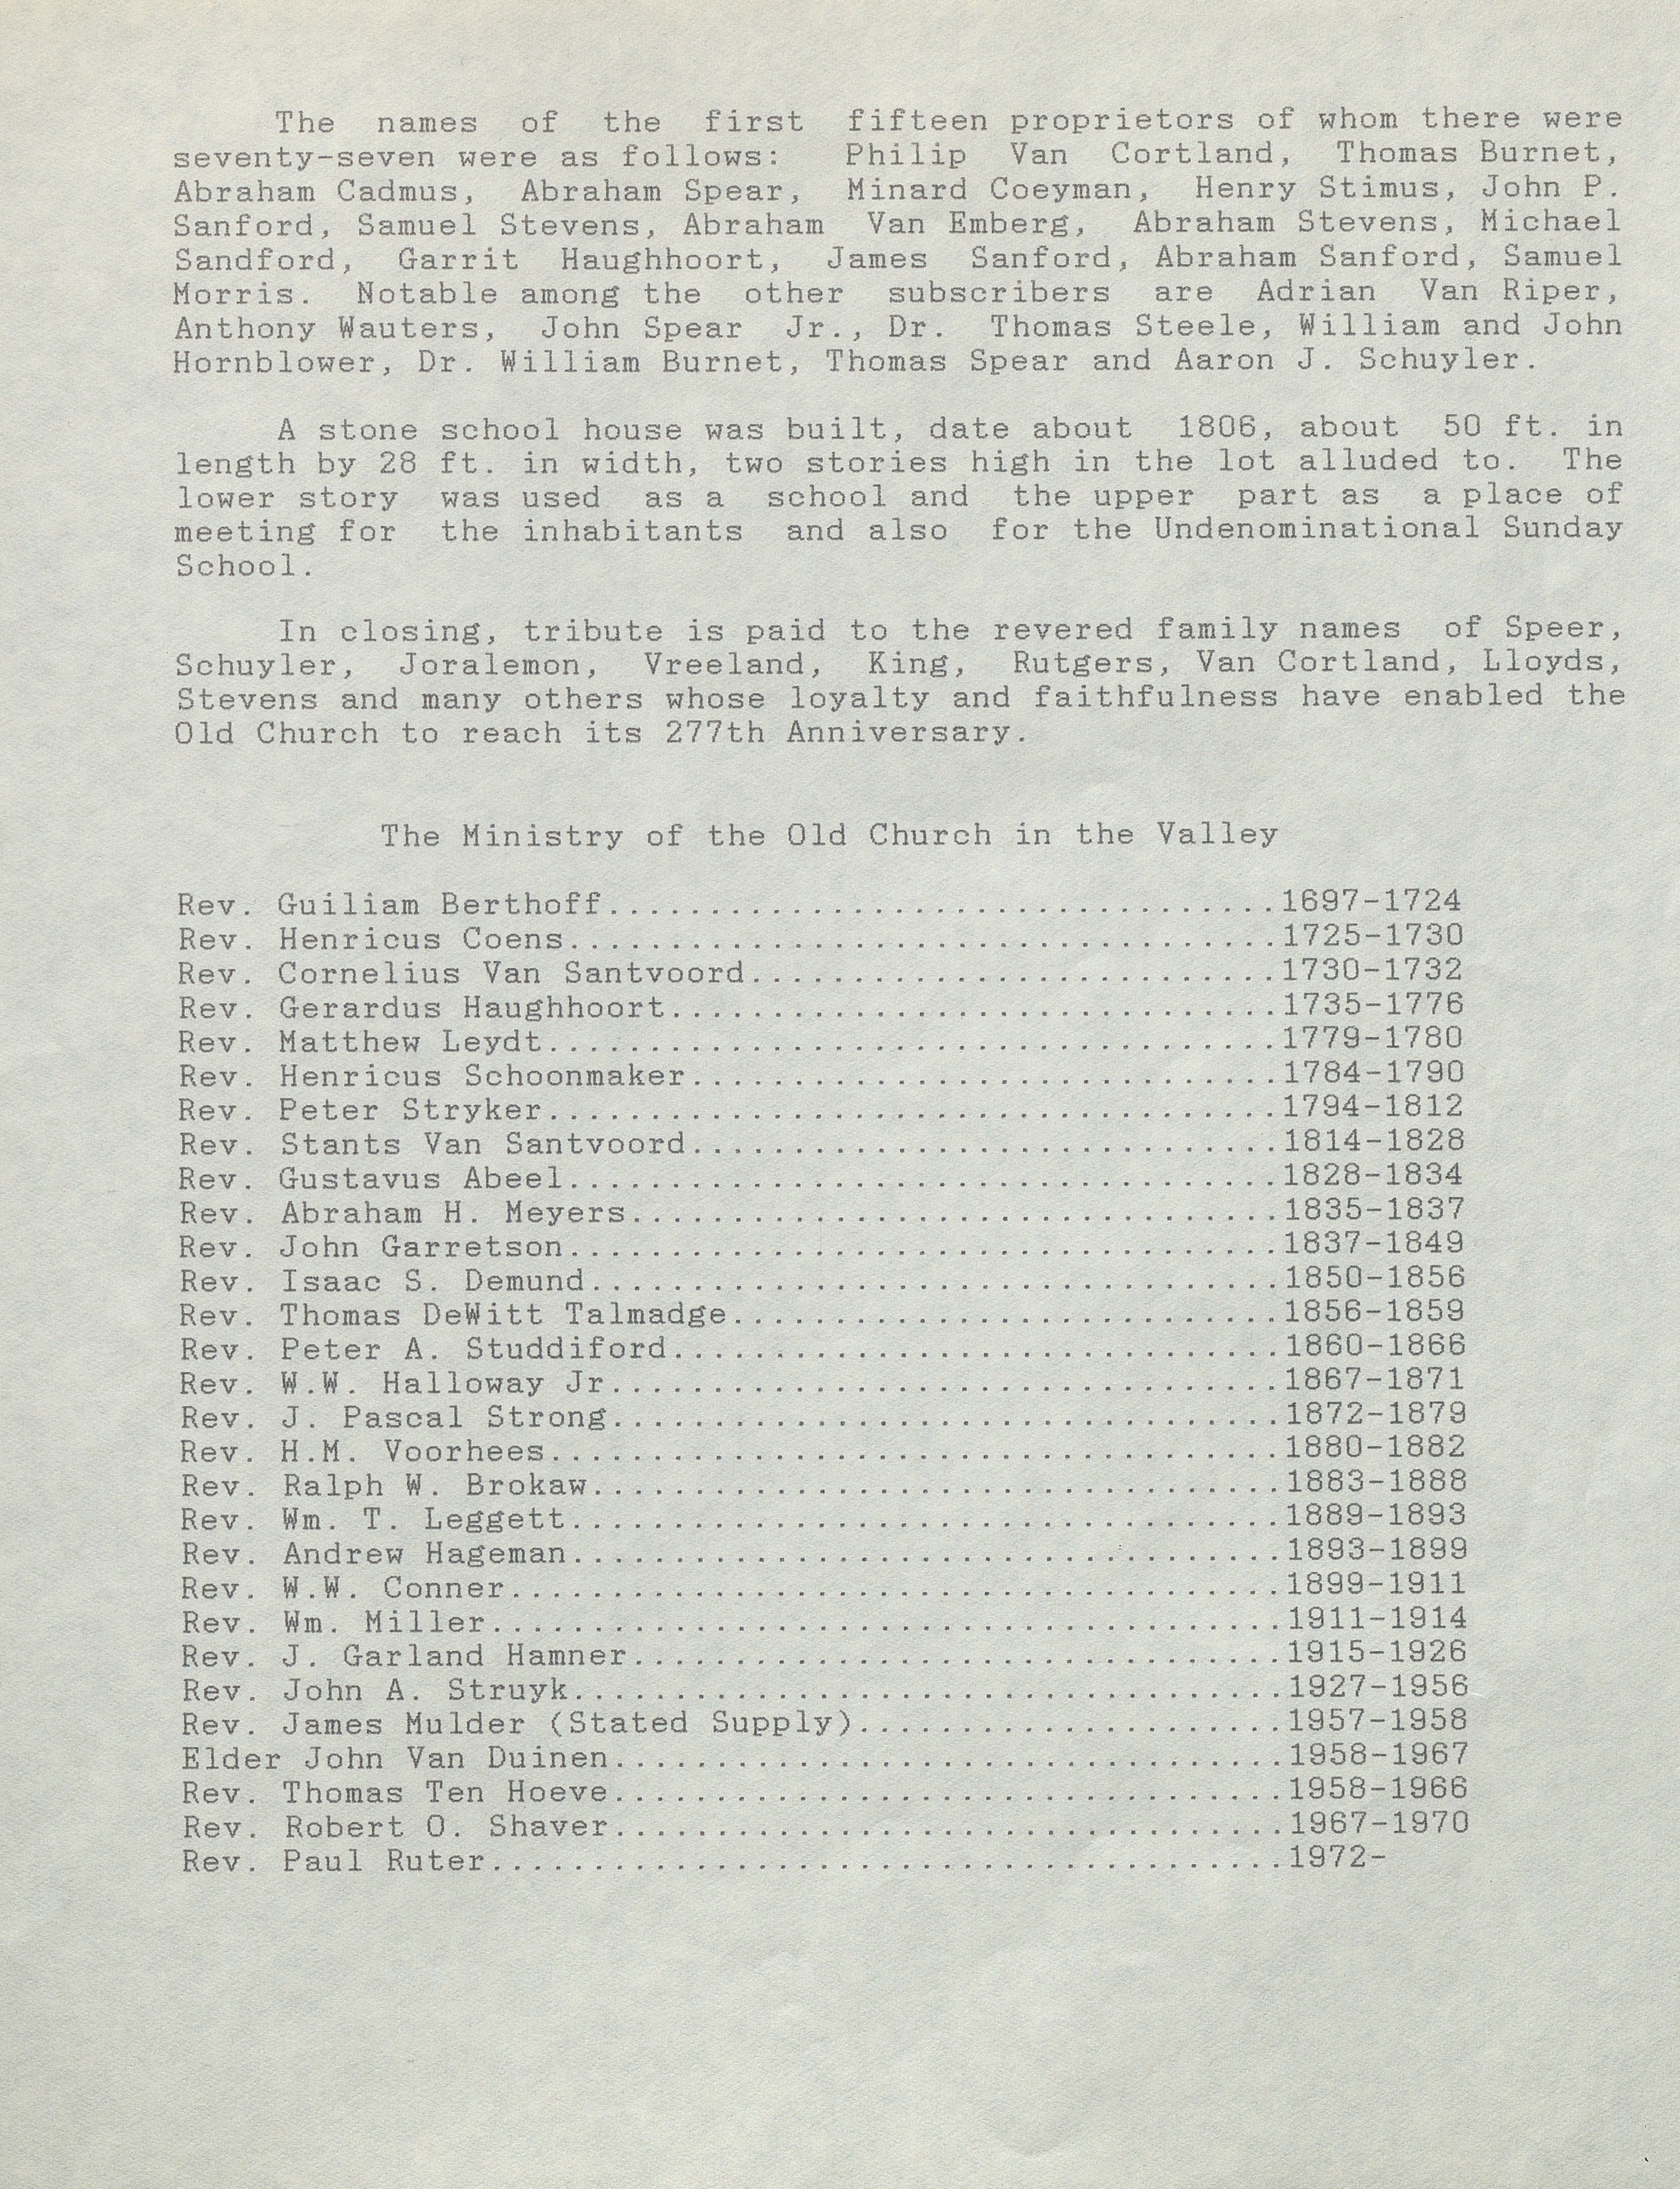 The names of the first fifteen proprietors of whom there were
seventy-seven were as follows: Philip Van Cortland, Thomas Burnet,
Abraham Cadmus, Abraham Spear, Minard Coeyman, Henry Stimus, John P.
Sanford, Samuel Stevens, Abraham Van Emberg, Abraham Stevens, Michael
Sandford, Garrit Haughhoort, James Sanford, Abraham Sanford, Samuel
Morris. Notable among the other subscribers are Adrian Van Riper,
Anthony Wauters, John Spear Jr., Dr. Thomas Steele, William and John
Hornblower, Dr. William Burnet, Thomas Spear and Aaron J. Schuyler.
A stone school house was built, date about 1806, about 50 ft. in
length by 28 ft. in width, two stories high in the lot alluded to. The
lower story was used as a school and the upper part as a place of
meeting for the inhabitants and also for the Undenominational Sunday
School.
In closing, tribute is paid to the revered family names of Speer,
Schuyler, Joralemon, Vreeland, King, Rutgers, Van Cortland, Lloyds,
Stevens and many others whose loyalty and faithfulness have enabled the
Old Church to reach its 277th Anniversary.
The Ministry of the Old Church in the Valley
Rev. Guiliam Berthoff.................................1697-1724
Rev. Henricus Coens...................................1725-1730
Rev. Cornelius Van Santvoord..........................1730-1732
Rev. Gerardus Haughhoort..............................1735-1776
Rev. Matthew Leydt....................................1779-1780
Rev. Henricus Schoonmaker.............................1784-1790
Rev. Peter Stryker....................................1794-1812
Rev. Stants Van Santvoord.............................1814-1828
Rev. Gustavus Abeel...................................1828-1834
Rev. Abraham H. Meyers................................1835-1837
Rev. John Garretson...................................1837-1849
Rev. Isaac S. Demund..................................1850-1856
Rev. Thomas DeWitt Talmadge...........................1856-1859
Rev. Peter A. Studdiford..............................1860-1866
Rev. W.W. Halloway Jr.................................1867-1871
Rev. J. Pascal Strong.................................1872-1879
Rev. H.M. Voorhees....................................1880-1882
Rev. Ralph W. Brokaw..................................1883-1888
Rev. Wm. T. Leggett...................................1889-1893
Rev. Andrew Hageman...................................1893-1899
Rev. W.W. Conner......................................1899-1911
Rev. Wm. Miller.......................................1911-1914
Rev. J. Garland Hamner................................1915-1926
Rev. John A. Struyk...................................1927-1956
Rev. James Mulder (Stated Supply).....................1957-1958
Elder John Van Duinen.................................1958-1967
Rev. Thomas Ten Hoeve.................................1958-1966
Rev. Robert O. Shaver.................................1967-1970
Rev. Paul Ruter.......................................1972-